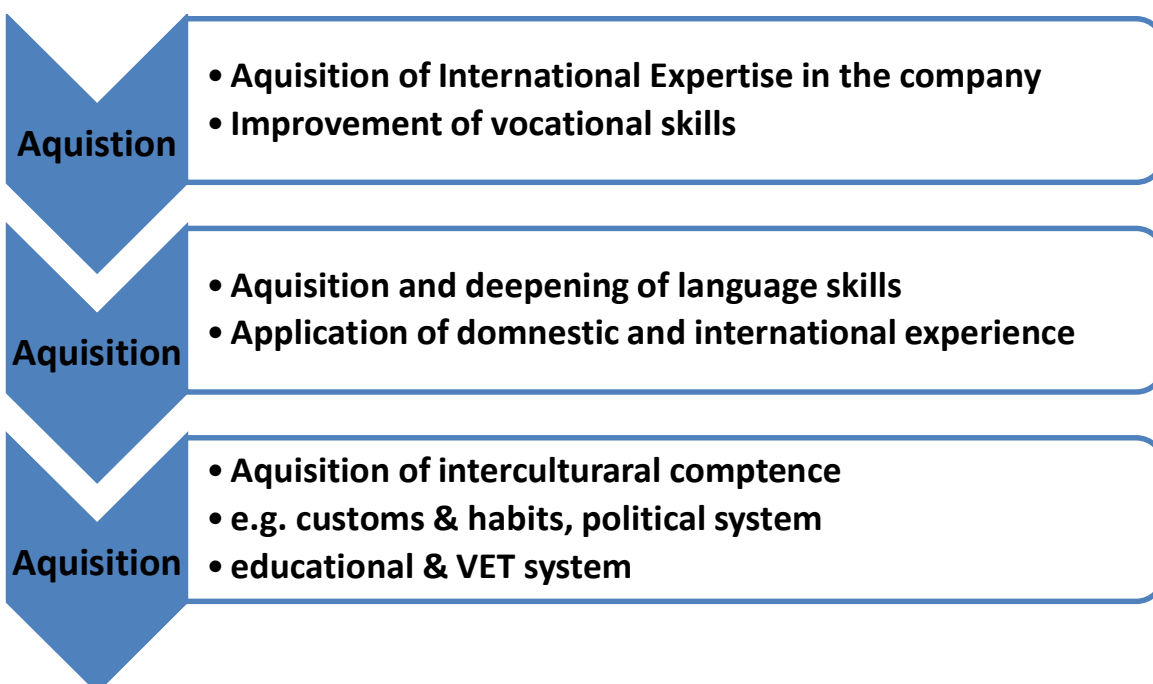 Aquistion
• Aquisition of International Expertise in the company
• Improvement of vocational skills
Aquisition
• Aquisition and deepening of language skills
• Application of domnestic and international experience
Aquisition
• Aquisition of interculturaral comptence
• e.g. customs & habits, political system
• educational & VET system